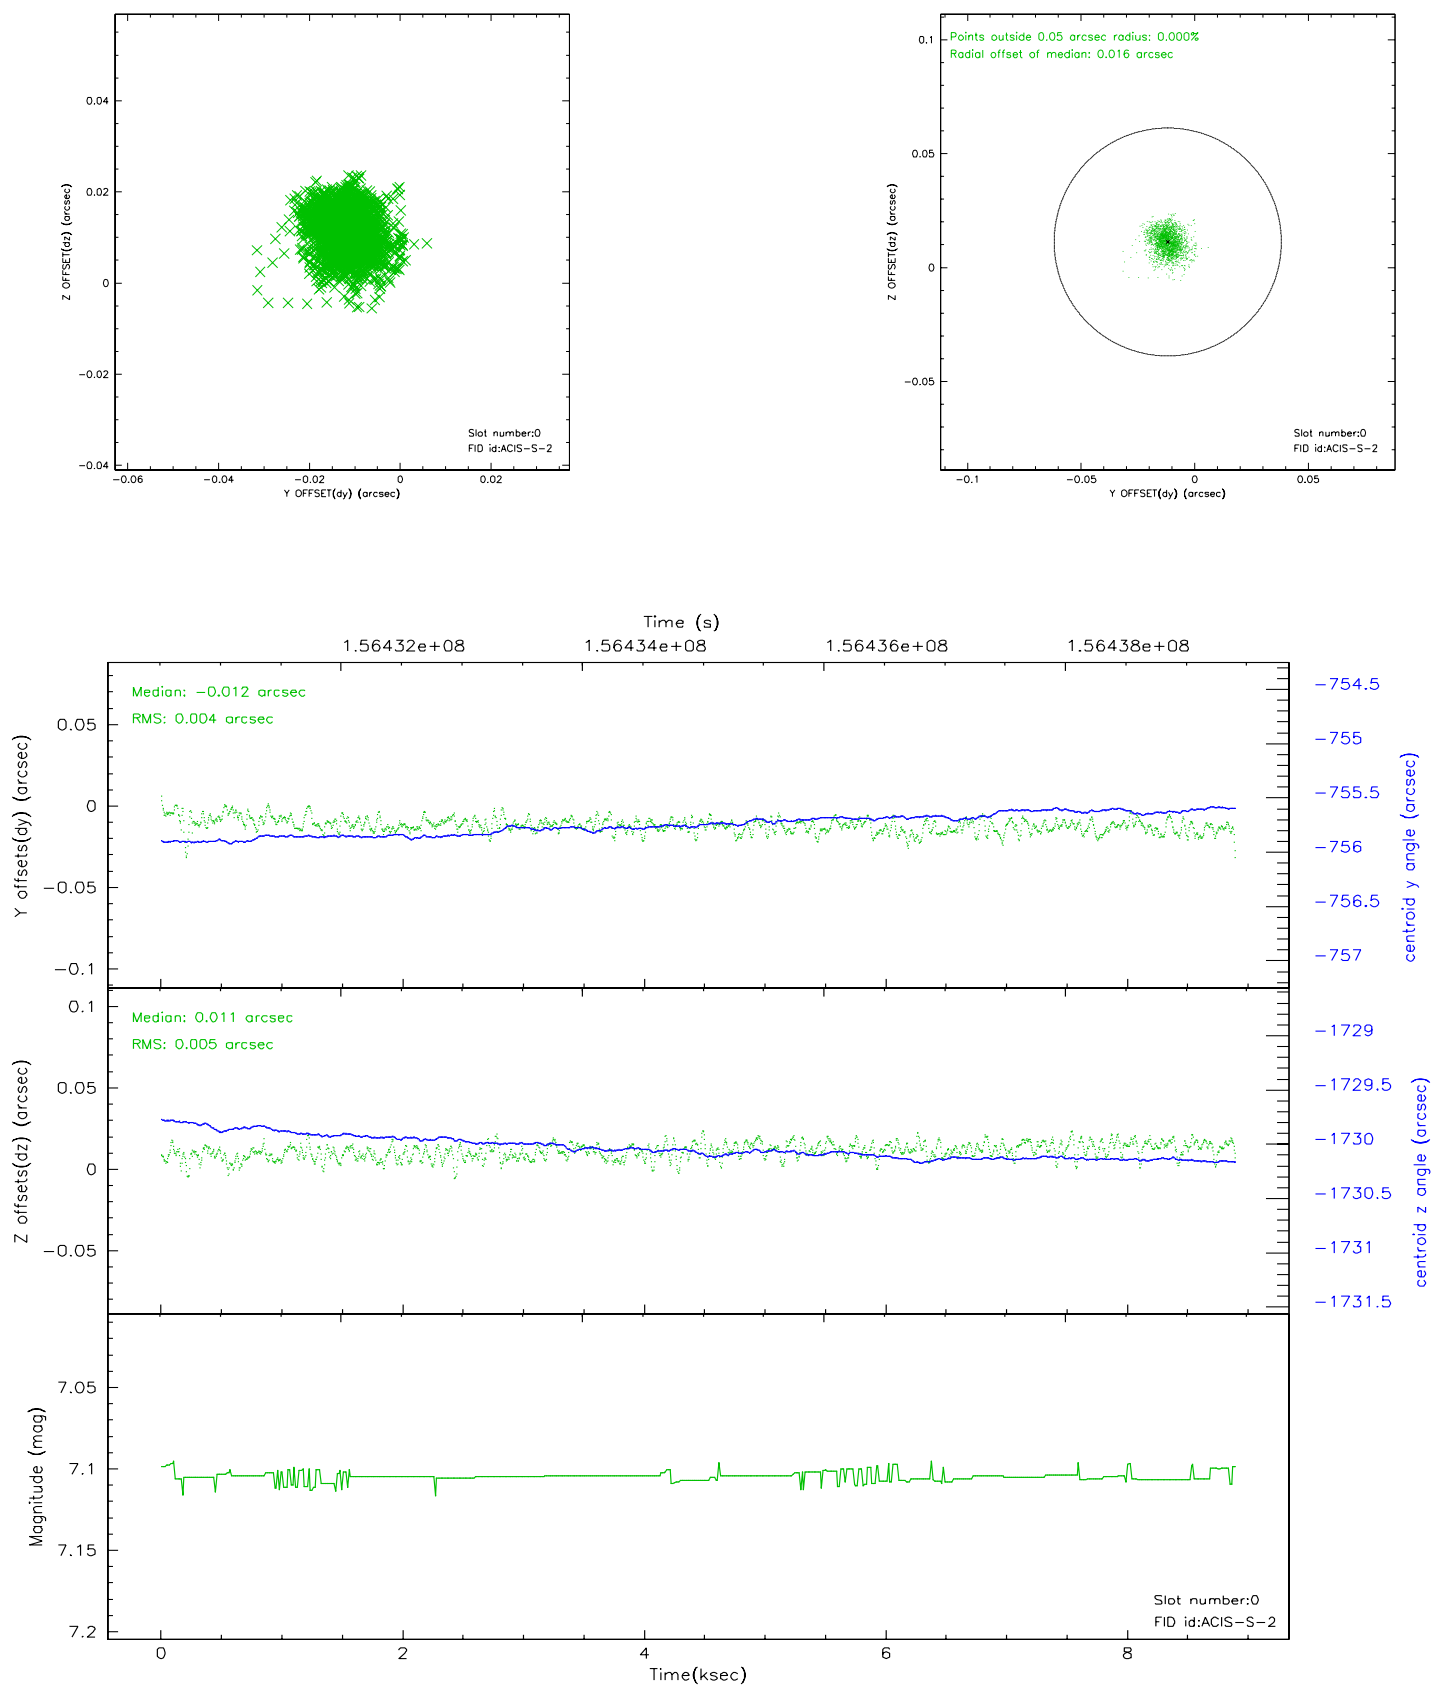 0.04
0.02
0
−0.02
−0.04
Z OFFSET(dz) (arcsec)
Slot number:0
FID id:ACIS−S−2
−0.06 −0.04 −0.02 0 0.02
Y OFFSET(dy) (arcsec)
Points outside 0.05 arcsec radius: 0.000%
Radial offset of median: 0.016 arcsec
0.1
0.05
0
−0.05
Z OFFSET(dz) (arcsec)
Slot number:0
FID id:ACIS−S−2
−0.1 −0.05 0 0.05
Y OFFSET(dy) (arcsec)
Time (s)
1.56432e+08 1.56434e+08 1.56436e+08 1.56438e+08
Median: −0.012 arcsec
RMS: 0.004 arcsec
0.05
0
−0.05
−0.1
Y offsets(dy) (arcsec)
−754.5
−755
−755.5
−756
−756.5
−757
centroid y angle (arcsec)
Median: 0.011 arcsec
RMS: 0.005 arcsec
0.1
0.05
0
−0.05
Z offsets(dz) (arcsec)
−1729
−1729.5
−1730
−1730.5
−1731
−1731.5
centroid z angle (arcsec)
7.05
7.1
7.15
7.2
Magnitude (mag)
Slot number:0
FID id:ACIS−S−2
0 2 4 6 8
Time(ksec)